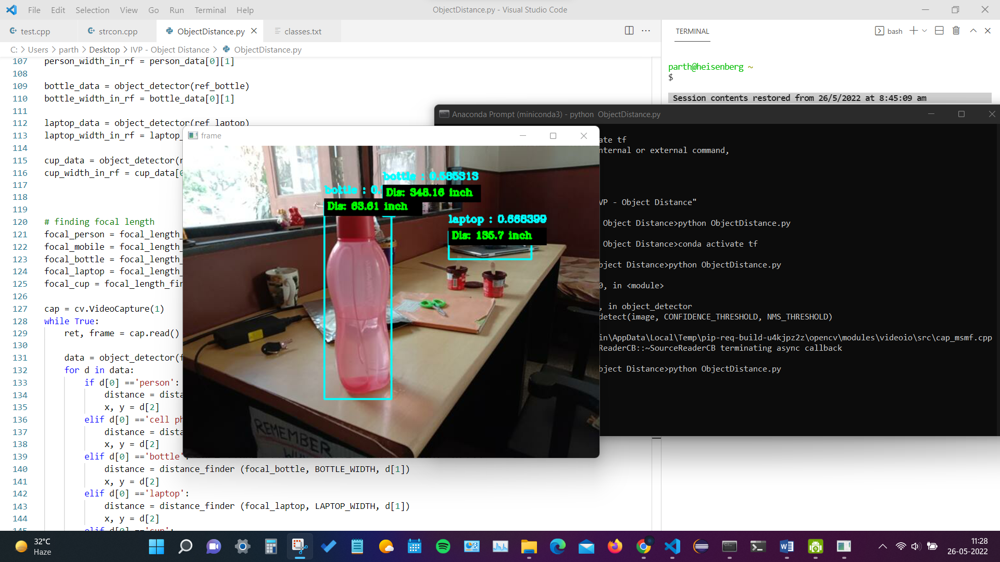 File Edit Selection View Go Run Terminal Help
ObjectDistance.py - Visual Studio Code
test.cpp
strcon.cpp
ObjectDistance.py
classes.txt
C: > Users > parth > Desktop > IVP - Object Distance > ObjectDistance.py
107 person_width_in_rf = person_data[0][1]
108
109 bottle_data = object_detector(ref_bottle)
110 bottle_width_in_rf = bottle_data[0][1]
111
112 laptop_data = object_detector(ref_laptop)
113 laptop_width_in_rf = laptop_
114
115 cup_data = object_detector(r
116 cup_width_in_rf = cup_data[0
117
118
119
120 # finding focal length
121 focal_person = focal_length_
122 focal_mobile = focal_length_
123 focal_bottle = focal_length_
124 focal_laptop = focal_length_
125 focal_cup = focal_length_fin
126
127 cap = cv.VideoCapture(1)
128 while True:
129 ret, frame = cap.read()
130
131 data = object_detector(f
132 for d in data:
133 if d[0] =='person':
134 distance = dista
135 x, y = d[2]
136 elif d[0] =='cell ph
137 distance = dista
138 x, y = d[2]
139 elif d[0] =='bottle':
140 distance = distance_finder (focal_bottle, BOTTLE_WIDTH, d[1])
141 x, y = d[2]
142 elif d[0] =='laptop':
143 distance = distance_finder (focal_laptop, LAPTOP_WIDTH, d[1])
144 x, y = d[2]
145 elif d[0] =='cup':
frame
bottle : 0.585313
Dis: 348.16 inch
bottle : 0.
Dis: 63.61 inch
laptop : 0.668399
Dis: 135.7 inch
REMEMBER
TERMINAL
bash
parth@heisenberg ~
$
Session contents restored from 26/5/2022 at 8:45:09 am
Anaconda Prompt (miniconda3) - python ObjectDistance.py
ate tf
nternal or external command,
VP - Object Distance"
Object Distance>python ObjectDistance.py
Object Distance>conda activate tf
bject Distance>python ObjectDistance.py
0, in <module>
, in object_detector
detect(image, CONFIDENCE_THRESHOLD, NMS_THRESHOLD)
in\AppData\Local\Temp\pip-req-build-u4kjpz2z\opencv\modules\videoio\src\cap_msmf.cpp
ReaderCB::~SourceReaderCB terminating async callback
bject Distance>python ObjectDistance.py
32°C
Haze
11:28
26-05-2022